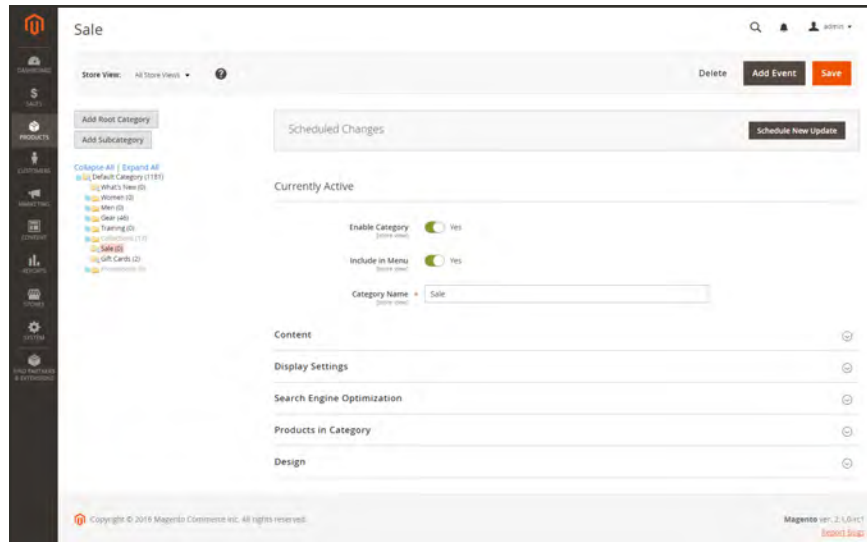 Sale
admin
DASHBOARD
SALES
PRODUCTS
CUSTOMERS
MARKETING
CONTENT
REPORTS
STORES
SYSTEM
FIND PARTNERS
& EXTENSIONS
Store View: All Store Views
Delete
Add Event
Save
Add Root Category
Add Subcategory
Collapse All | Expand All
Default Category (1181)
What's New (0)
Women (0)
Men (0)
Gear (46)
Training (0)
Collections (13)
Sale (0)
Gift Cards (2)
Promotions (0)
Scheduled Changes
Schedule New Update
Currently Active
Enable Category
[store view]
Yes
Include in Menu
[store view]
Yes
Category Name *
[store view]
Sale
Content
Display Settings
Search Engine Optimization
Products in Category
Design
Copyright © 2016 Magento Commerce Inc. All rights reserved.
Magento ver. 2.1.0-rc1
Report Bugs